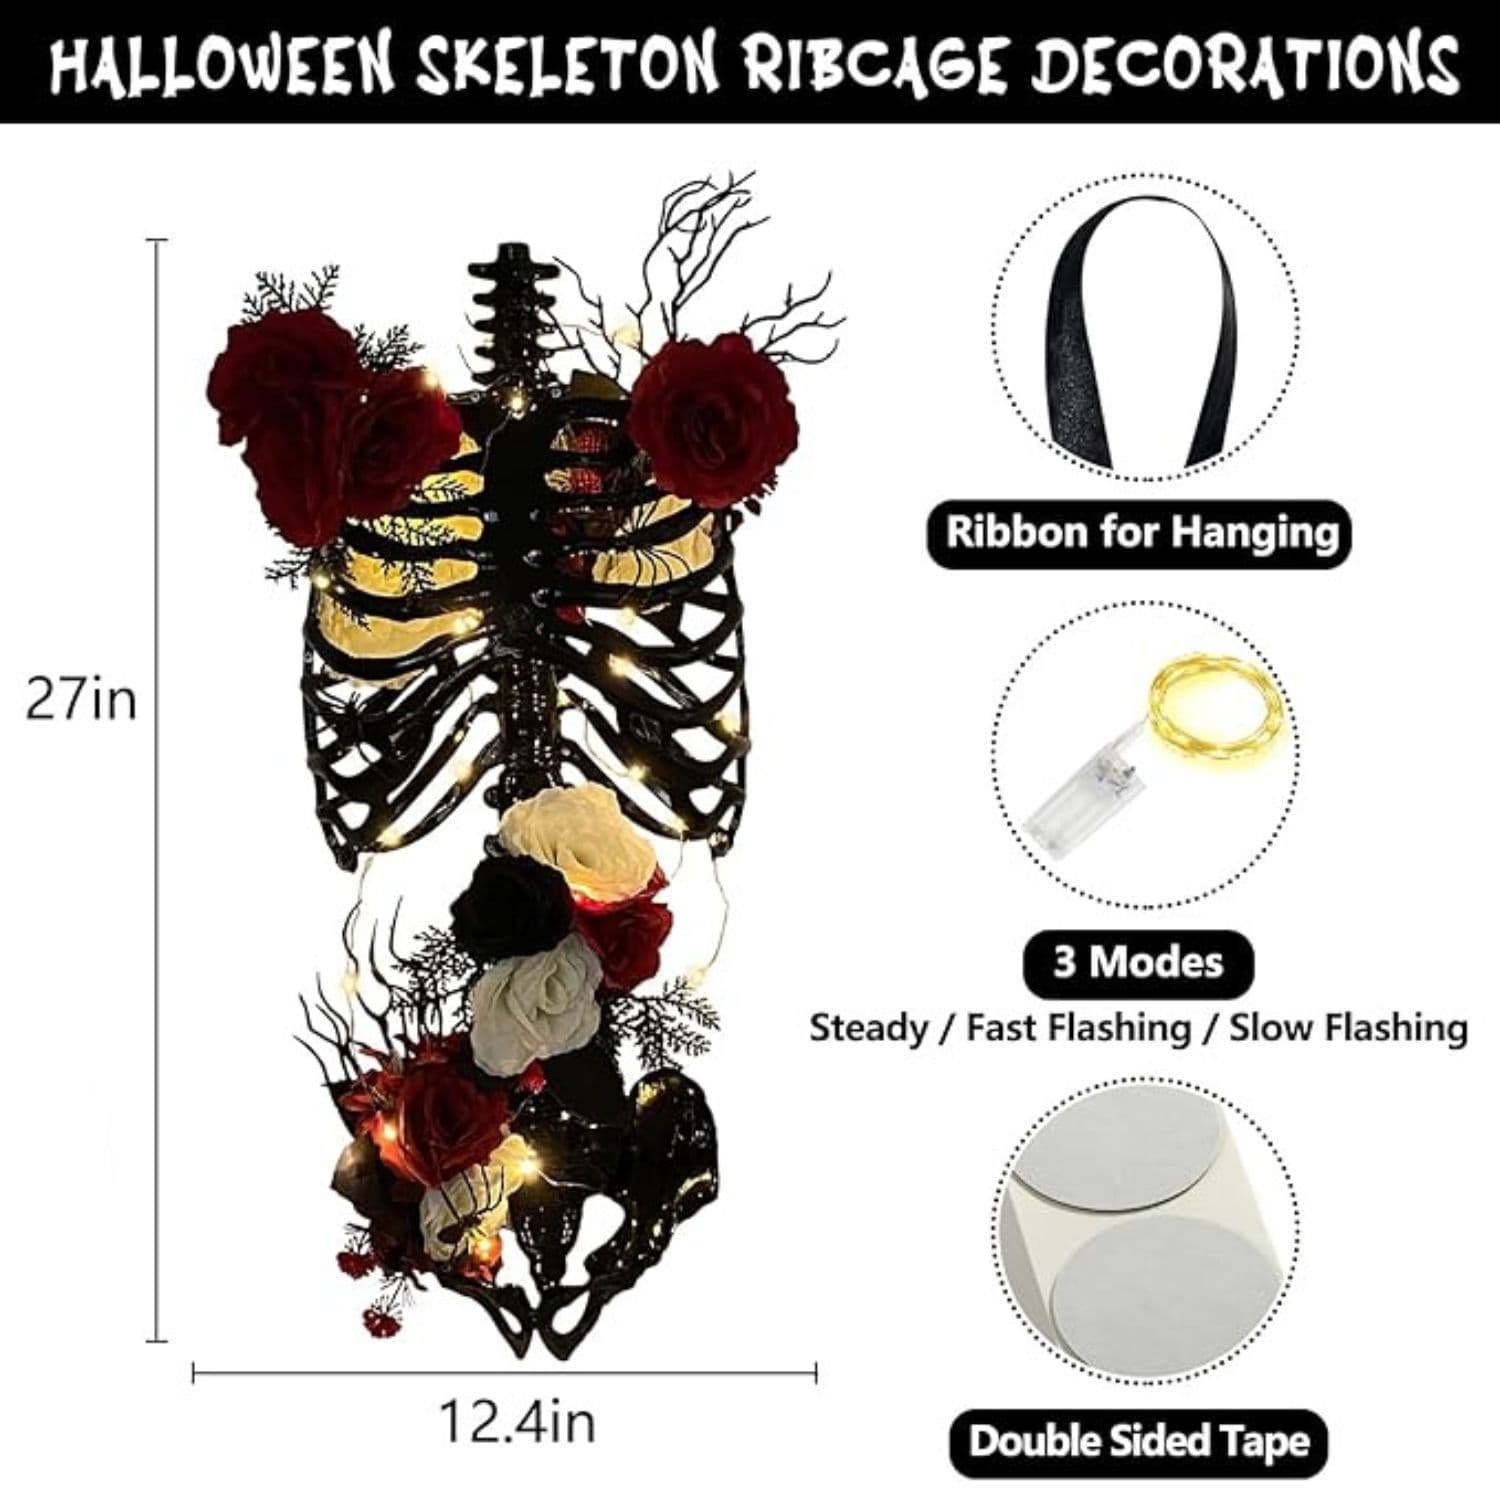 HALLOWEEN SKELETON RIBCAGE DECORATIONS
27in
12.4in
Ribbon for Hanging
3 Modes
Steady / Fast Flashing / Slow Flashing
Double Sided Tape